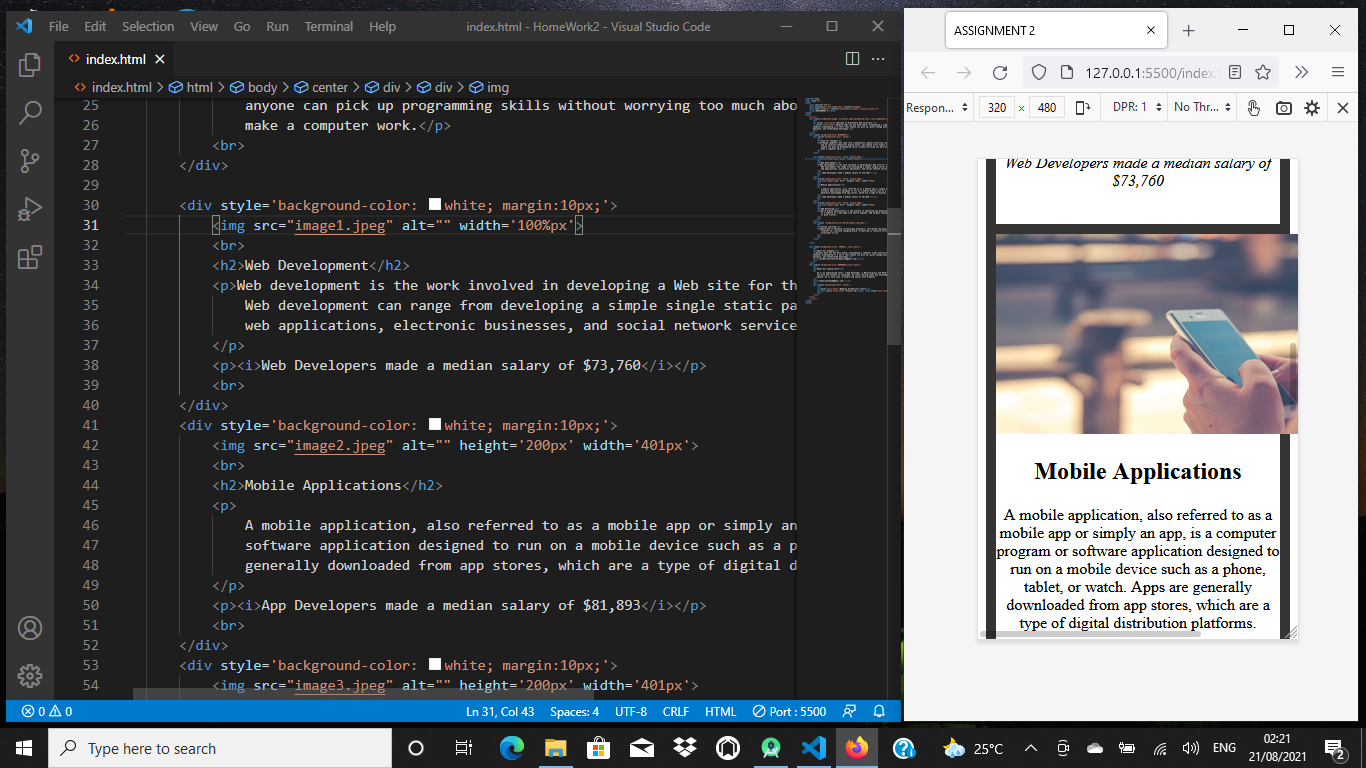 File Edit Selection View Go Run Terminal Help
index.html - HomeWork2 - Visual Studio Code
index.html
index.html > html > body > center > div > div > img
25 anyone can pick up programming skills without worrying too much abo
26 make a computer work.</p>
27 <br>
28 </div>
29
30 <div style='background-color: white; margin:10px;'>
31 <img src="image1.jpeg" alt="" width='100%px'>
32 <br>
33 <h2>Web Development</h2>
34 <p>Web development is the work involved in developing a Web site for th
35 Web development can range from developing a simple single static pa
36 web applications, electronic businesses, and social network service
37 </p>
38 <p><i>Web Developers made a median salary of $73,760</i></p>
39 <br>
40 </div>
41 <div style='background-color: white; margin:10px;'>
42 <img src="image2.jpeg" alt="" height='200px' width='401px'>
43 <br>
44 <h2>Mobile Applications</h2>
45 <p>
46 A mobile application, also referred to as a mobile app or simply an
47 software application designed to run on a mobile device such as a p
48 generally downloaded from app stores, which are a type of digital d
49 </p>
50 <p><i>App Developers made a median salary of $81,893</i></p>
51 <br>
52 </div>
53 <div style='background-color: white; margin:10px;'>
54 <img src="image3.jpeg" alt="" height='200px' width='401px'>
0 0
Ln 31, Col 43 Spaces: 4 UTF-8 CRLF HTML Port : 5500
ASSIGNMENT 2
127.0.0.1:5500/index.
Respon... 320 × 480 DPR: 1 No Thr...
Web Developers made a median salary of
$73,760
Mobile Applications
A mobile application, also referred to as a
mobile app or simply an app, is a computer
program or software application designed to
run on a mobile device such as a phone,
tablet, or watch. Apps are generally
downloaded from app stores, which are a
type of digital distribution platforms.
Type here to search
25°C
ENG
02:21
21/08/2021
2